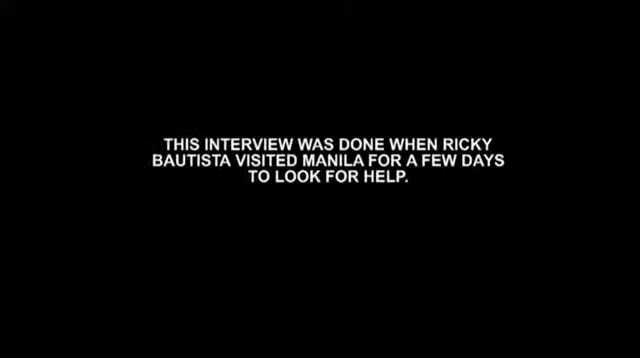 THIS INTERVIEW WAS DONE WHEN RICKY
BAUTISTA VISITED MANILA FOR A FEW DAYS
TO LOOK FOR HELP.